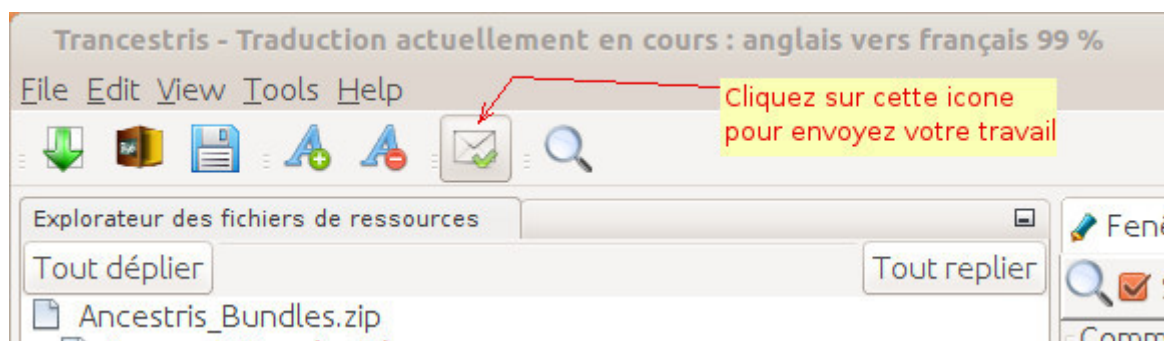 Trancestris - Traduction actuellement en cours : anglais vers français 99 %
File Edit View Tools Help
Cliquez sur cette icone
pour envoyez votre travail
Explorateur des fichiers de ressources
Tout déplier
Tout replier
Ancestris_Bundles.zip